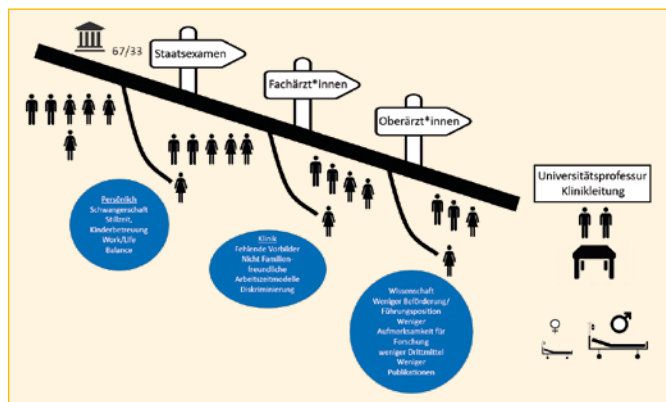 67/33
Staatsexamen
Fachärzt*innen
Oberärzt*innen
Universitätsprofessur
Klinikleitung
Persönlich
Schwangerschaft
Stillzeit,
Kinderbetreuung
Work/Life
Balance
Klinik
Fehlende Vorbilder
Nicht Familien-
freundliche
Arbeitszeitmodelle
Diskriminierung
Wissenschaft
Weniger Beförderung/
Führungsposition
Weniger
Aufmerksamkeit für
Forschung
weniger Drittmittel
Weniger
Publikationen